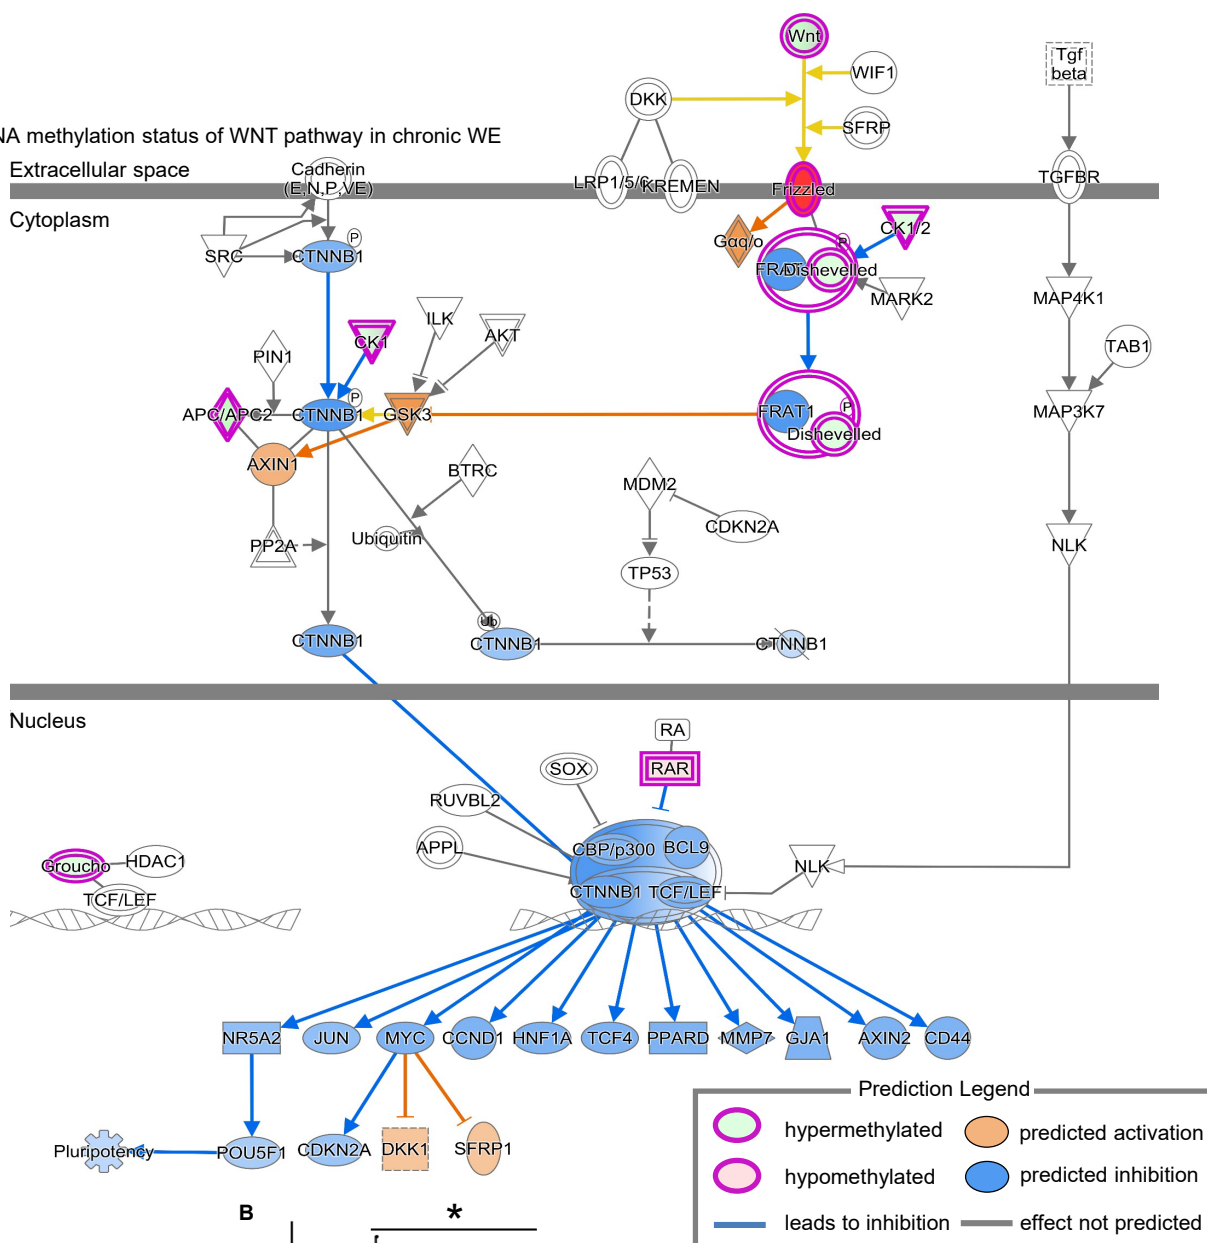 Wnt
WIF1
Tgf
beta
DKK
SFRP
NA methylation status of WNT pathway in chronic WE
Extracellular space
Cadherin
(E,N,P,VE)
LRP1/5/6
KREMEN
Frizzled
TGFBR
Cytoplasm
SRC
CTNNB1
P
Gαq/o
P
CK1/2
FRAT1
Dishevelled
MARK2
MAP4K1
PIN1
CK1
ILK
AKT
TAB1
APC/APC2
CTNNB1
P
GSK3
FRAT1
P
Dishevelled
MAP3K7
AXIN1
BTRC
MDM2
CDKN2A
PP2A
Ubiquitin
TP53
NLK
CTNNB1
Ub
CTNNB1
CTNNB1
Nucleus
RA
SOX
RAR
RUVBL2
APPL
CBP/p300
BCL9
Groucho
HDAC1
NLK
TCF/LEF
CTNNB1
TCF/LEF
NR5A2
JUN
MYC
CCND1
HNF1A
TCF4
PPARD
MMP7
GJA1
AXIN2
CD44
Pluripotency
POU5F1
CDKN2A
DKK1
SFRP1
Prediction Legend
hypermethylated
predicted activation
hypomethylated
predicted inhibition
leads to inhibition
effect not predicted
B
*